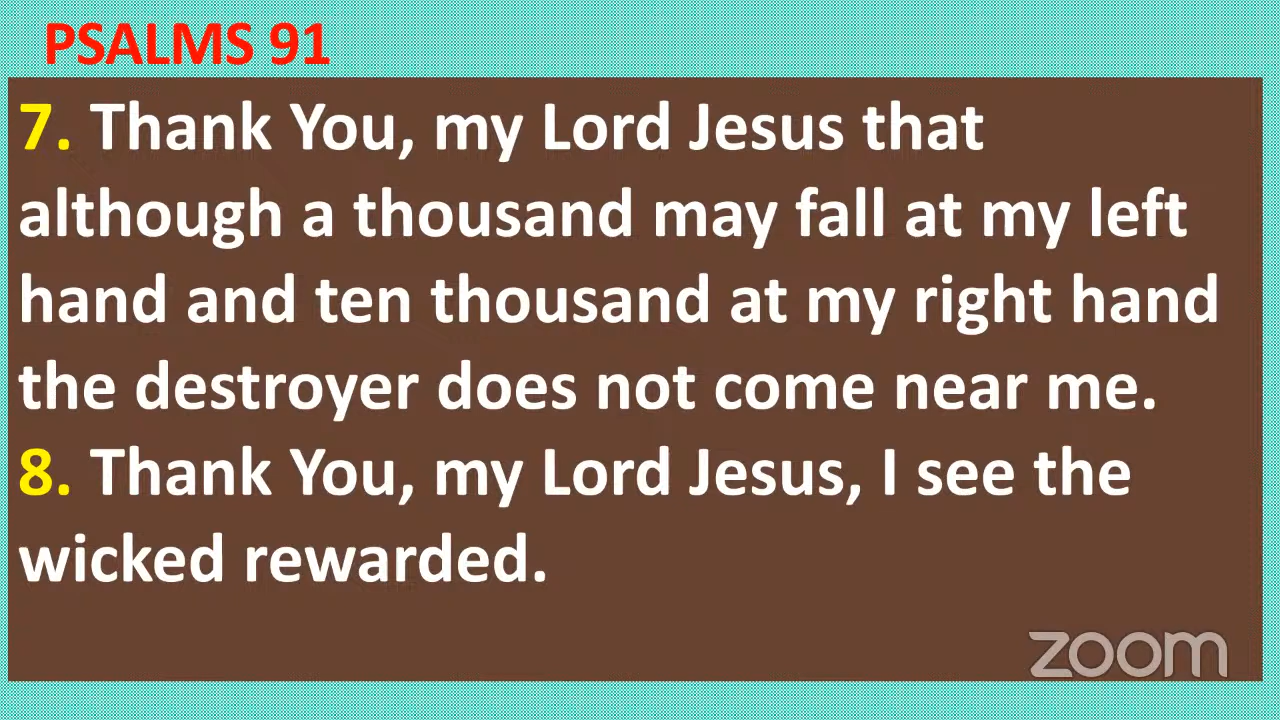 PSALMS 91
7. Thank You, my Lord Jesus that
although a thousand may fall at my left
hand and ten thousand at my right hand
the destroyer does not come near me.
8. Thank You, my Lord Jesus, I see the
wicked rewarded.
zoom